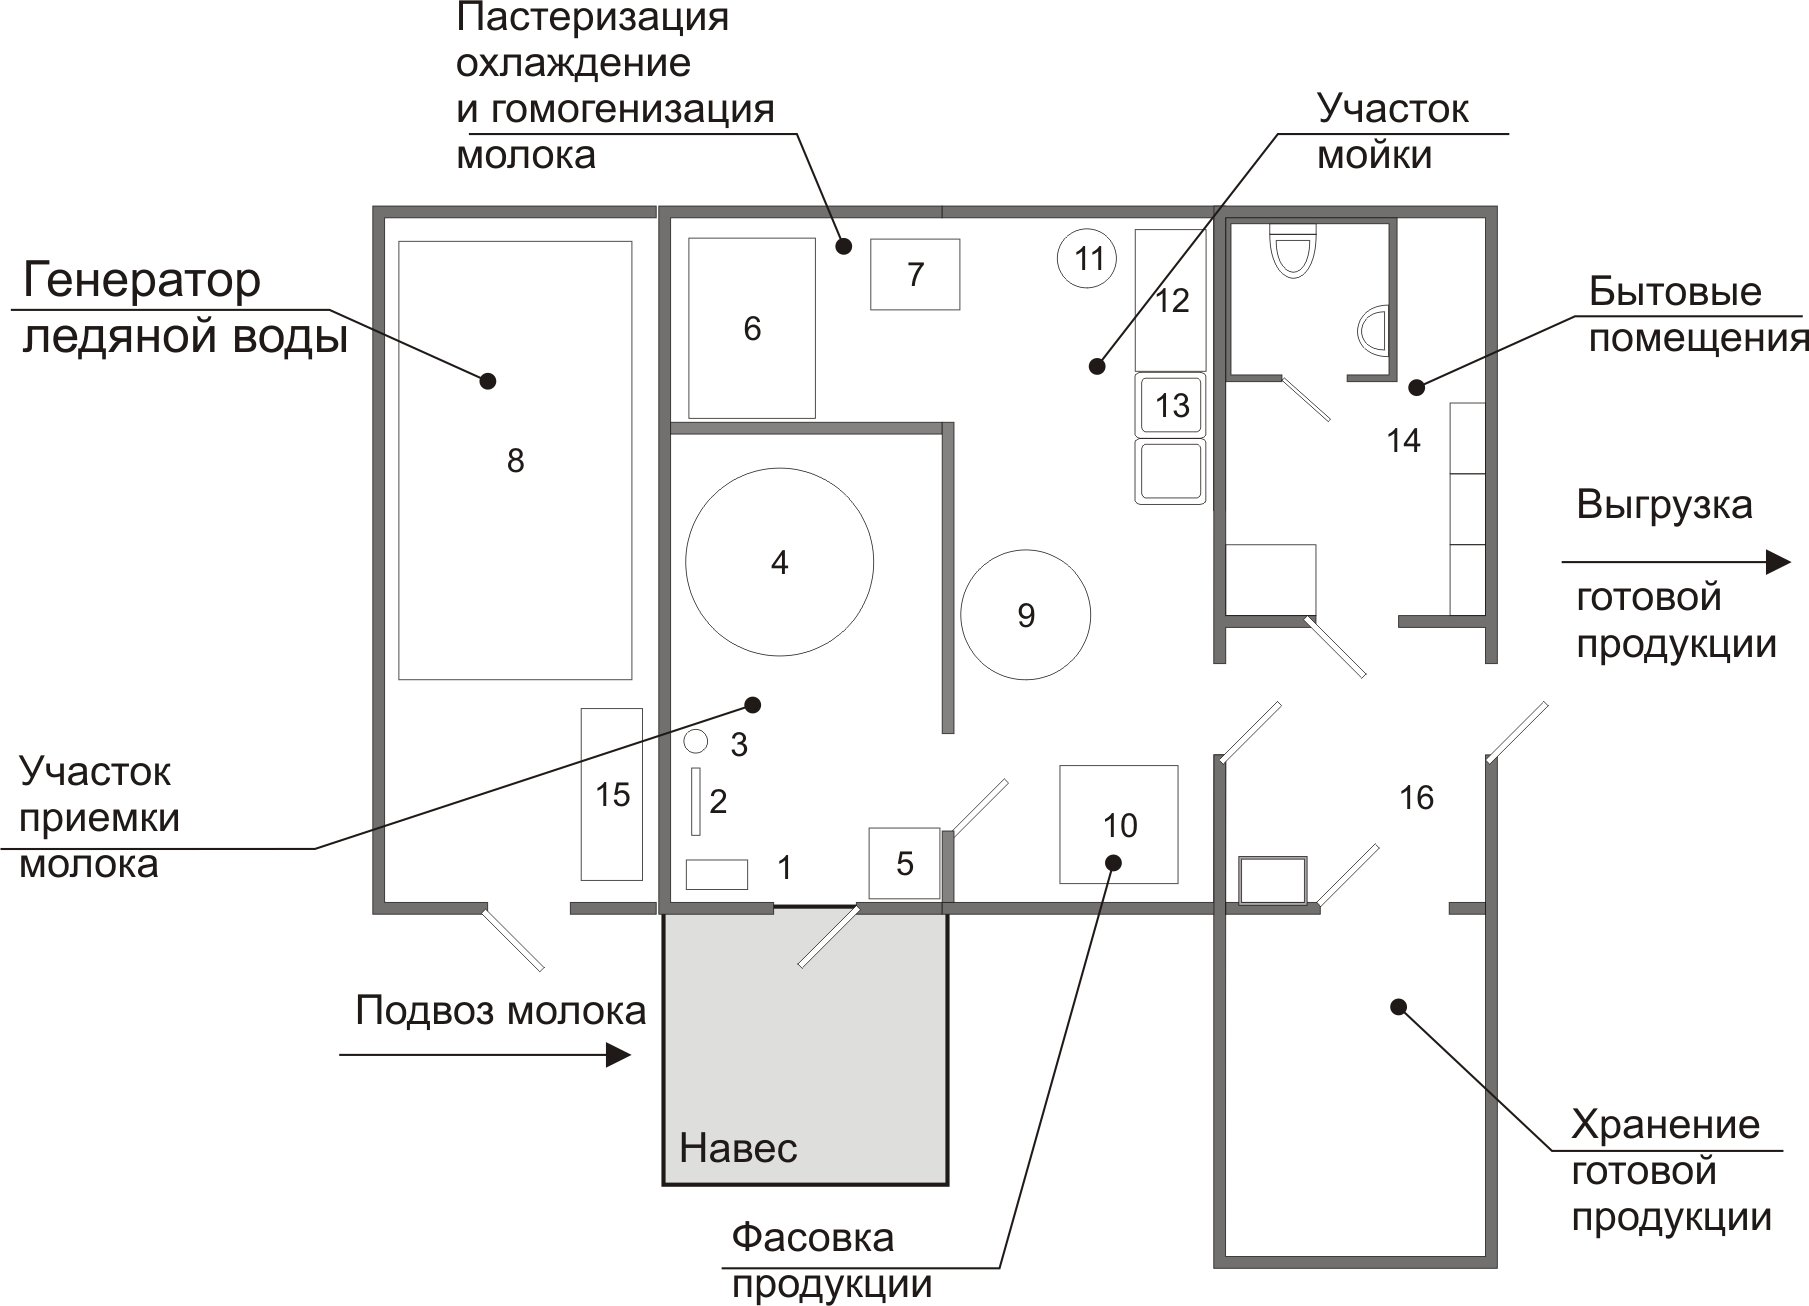 Пастеризация
охлаждение
и гомогенизация
молока
Участок
мойки
Генератор
ледяной воды
Бытовые
помещения
Выгрузка
готовой
продукции
Участок
приемки
молока
Подвоз молока
Навес
Фасовка
продукции
Хранение
готовой
продукции
6
7
11
12
13
14
8
4
9
3
2
15
1
5
10
16